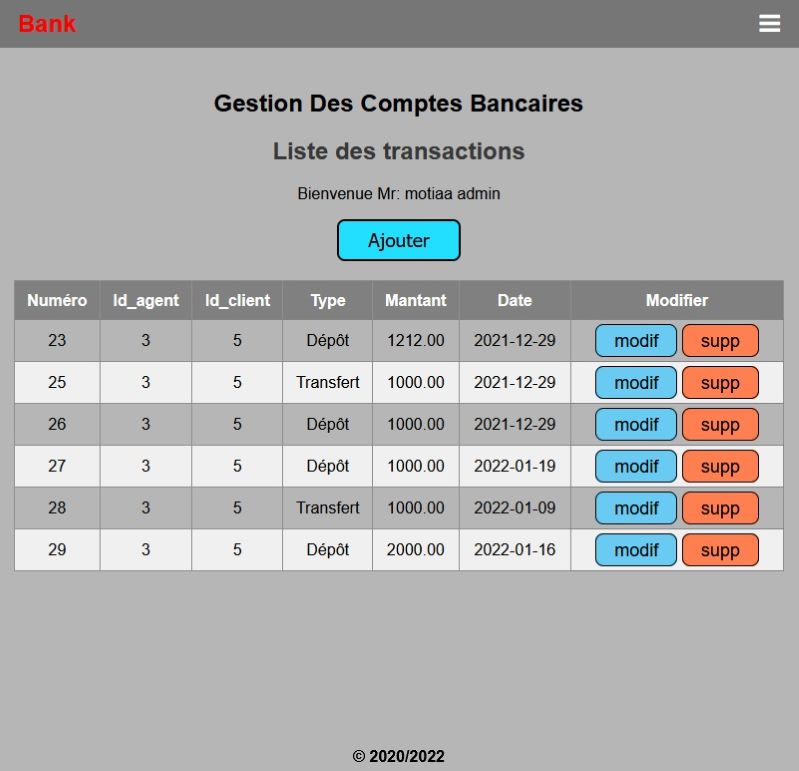 Bank
Gestion Des Comptes Bancaires
Liste des transactions
Bienvenue Mr: motiaa admin
Ajouter
Numéro Id_agent Id_client Type Mantant Date Modifier
23 3 5 Dépôt 1212.00 2021-12-29 modif supp
25 3 5 Transfert 1000.00 2021-12-29 modif supp
26 3 5 Dépôt 1000.00 2021-12-29 modif supp
27 3 5 Dépôt 1000.00 2022-01-19 modif supp
28 3 5 Transfert 1000.00 2022-01-09 modif supp
29 3 5 Dépôt 2000.00 2022-01-16 modif supp
© 2020/2022